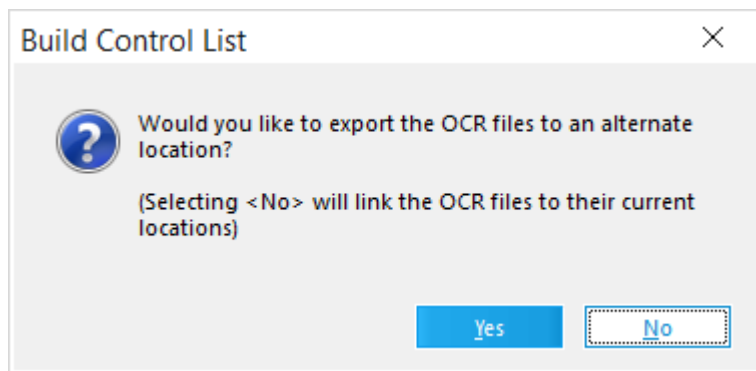 Build Control List
Would you like to export the OCR files to an alternate
location?
(Selecting <No> will link the OCR files to their current
locations)
Yes
No